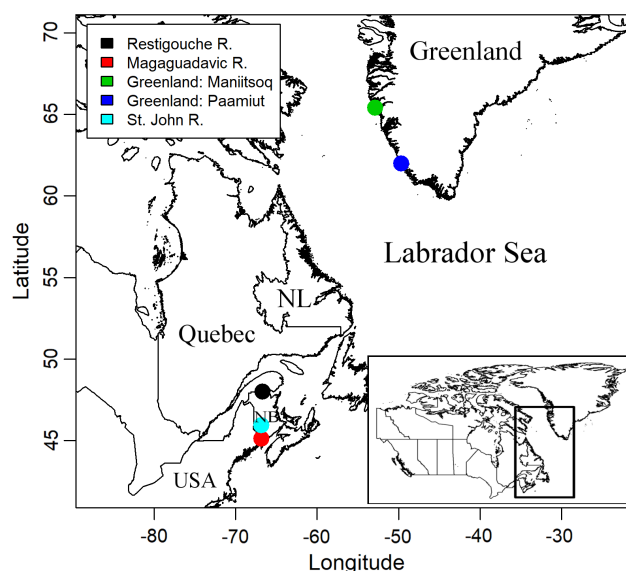 Restigouche R.
Magaguadavic R.
Greenland: Maniitsoq
Greenland: Paamiut
St. John R.
Greenland
Labrador Sea
NL
Quebec
NB
USA
65
60
55
50
45
Latitude
-80
-70
-60
-50
-40
-30
Longitude